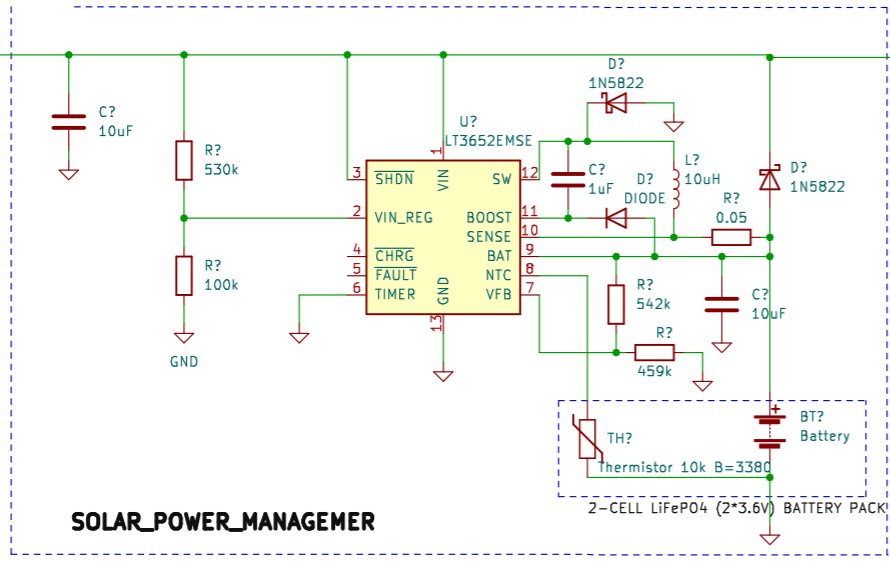 D?
1N5822
C?
10uF
U?
LT3652EMSE
R?
530k
1
VIN
3
SHDN
SW
12
C?
1uF
L?
10uH
D?
1N5822
D?
DIODE
R?
0.05
2
VIN_REG
BOOST
11
SENSE
10
4
CHRG
BAT
9
5
FAULT
NTC
8
6
TIMER
VFB
7
GND
13
R?
100k
R?
542k
C?
10uF
R?
459k
GND
BT?
Battery
TH?
Thermistor 10k B=3380
2-CELL LiFePO4 (2*3.6V) BATTERY PACK
SOLAR_POWER_MANAGEMER